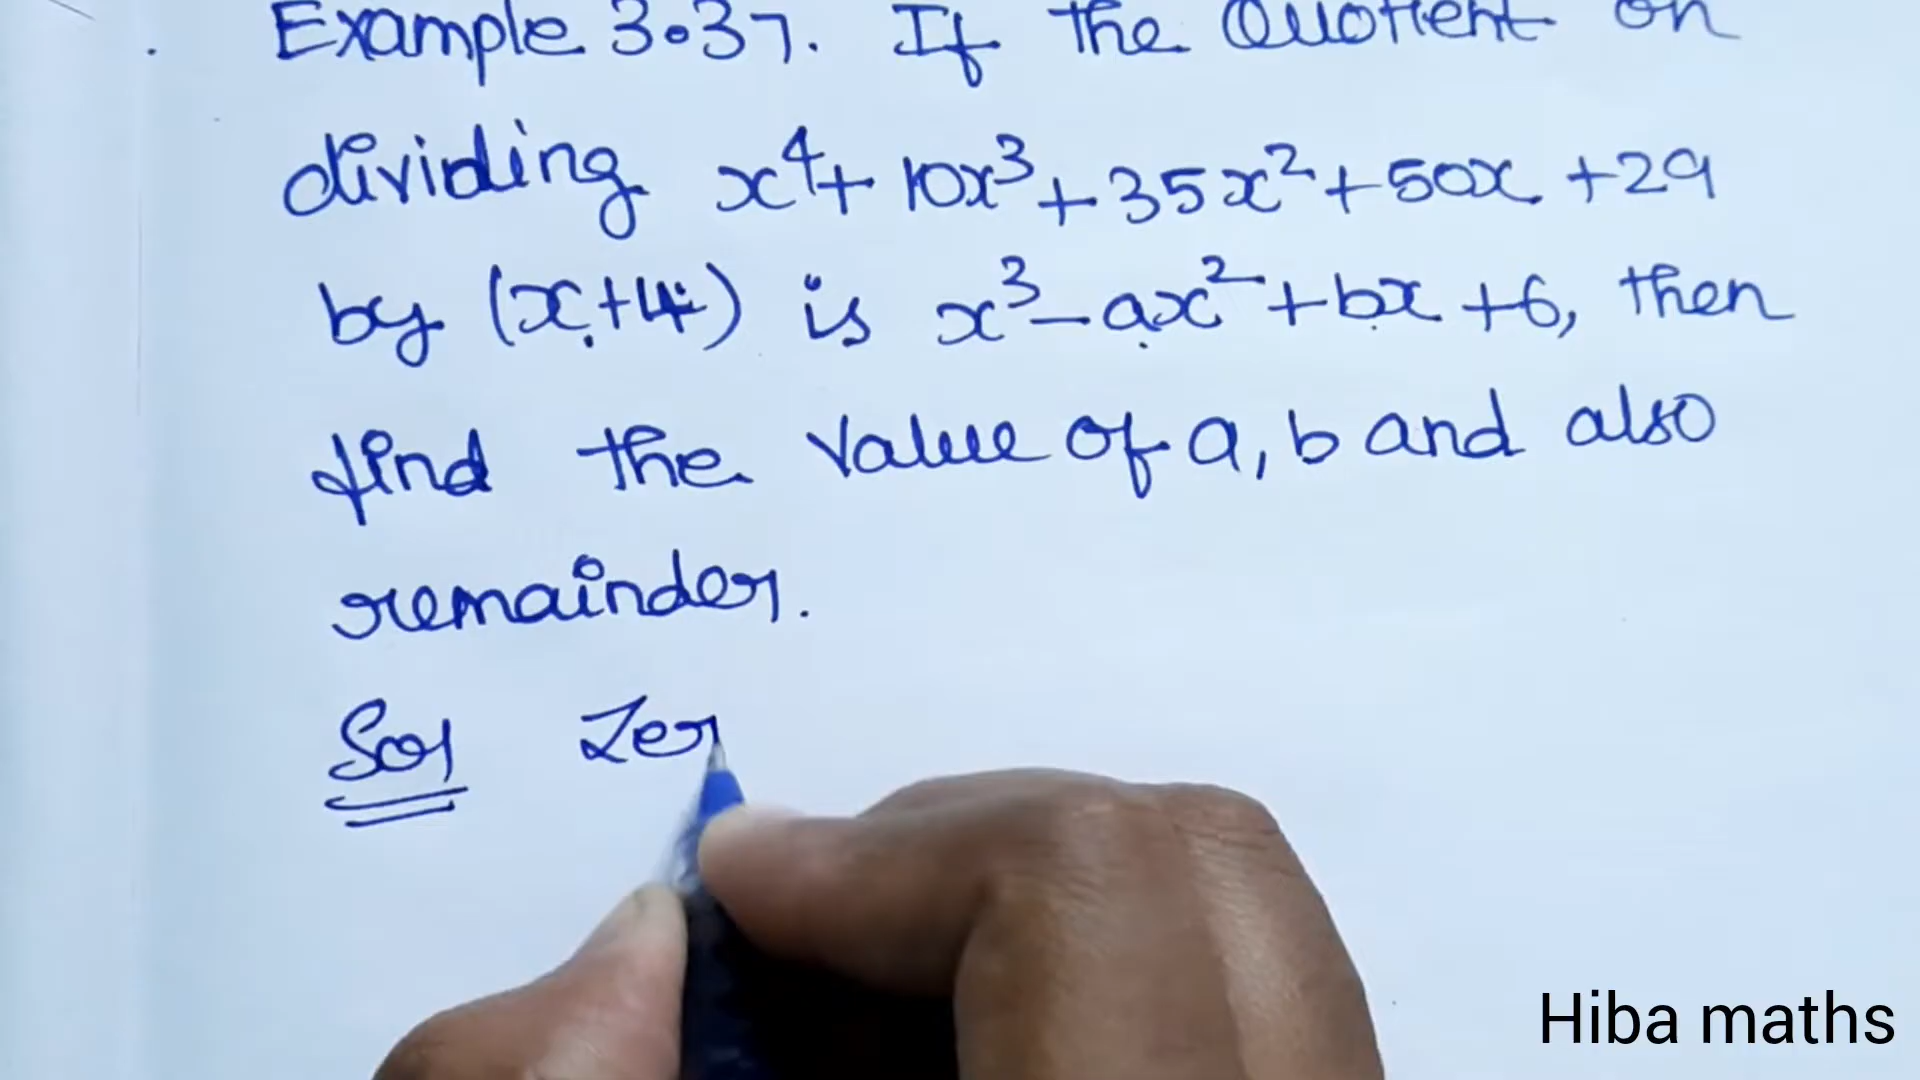 Example 3.37. If the Quotient on
dividing x⁴ + 10x³ + 35x² + 50x + 29
by (x+4) is x³ - ax² + bx + 6, then
find the value of a, b and also
remainder.
Sol Zer
Hiba maths